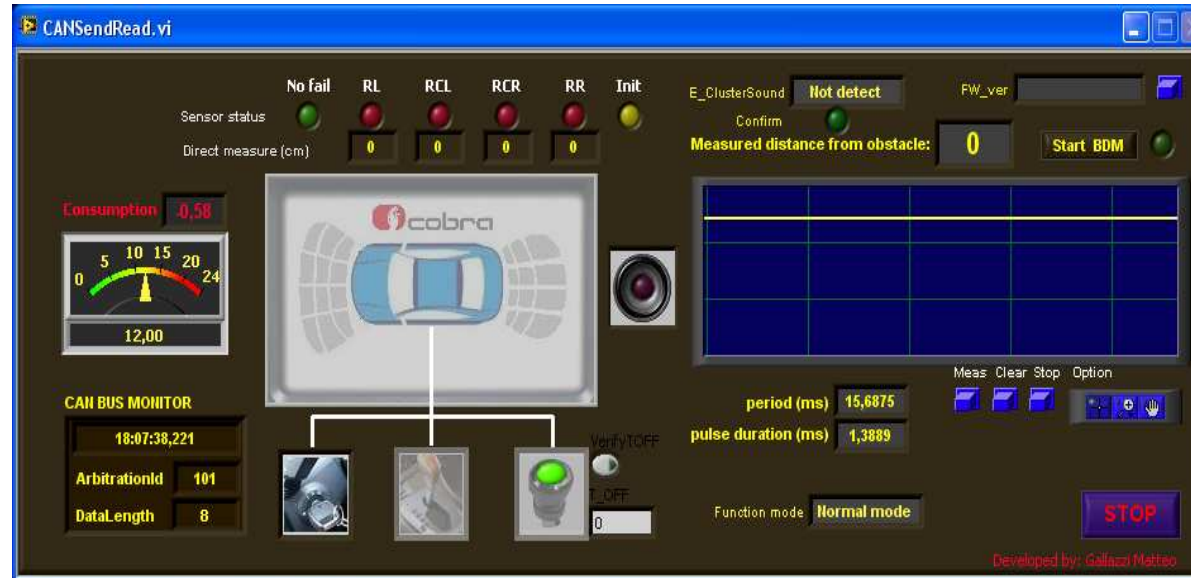 CANSendRead.vi
No fail RL RCL RCR RR Init
Sensor status
Direct measure (cm) 0 0 0 0
E_ClusterSound Not detect
FW_ver
Confirm
Measured distance from obstacle: 0
Start BDM
Consumption -0,58
0 5 10 15 20 24
12,00
cobra
Meas Clear Stop Option
period (ms) 15,6875
pulse duration (ms) 1,3889
CAN BUS MONITOR
18:07:38,221
ArbitrationId 101
DataLength 8
VerifyTOFF
T_OFF
0
Function mode Normal mode
STOP
Developed by: Gallazzi Matteo